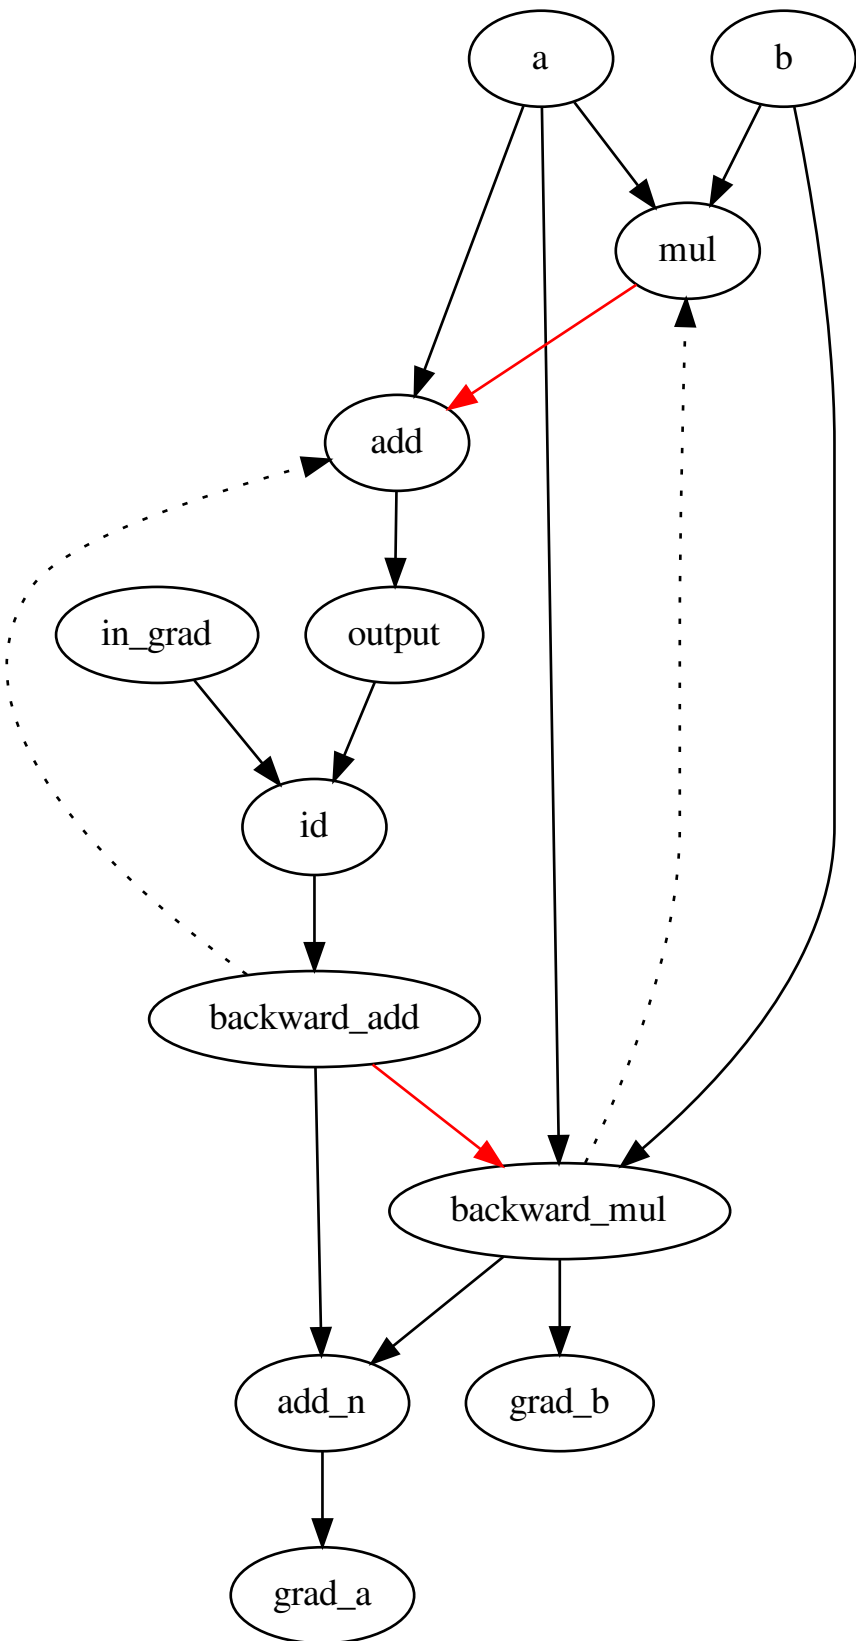 a
b
mul
add
in_grad
output
id
backward_add
backward_mul
add_n
grad_b
grad_a